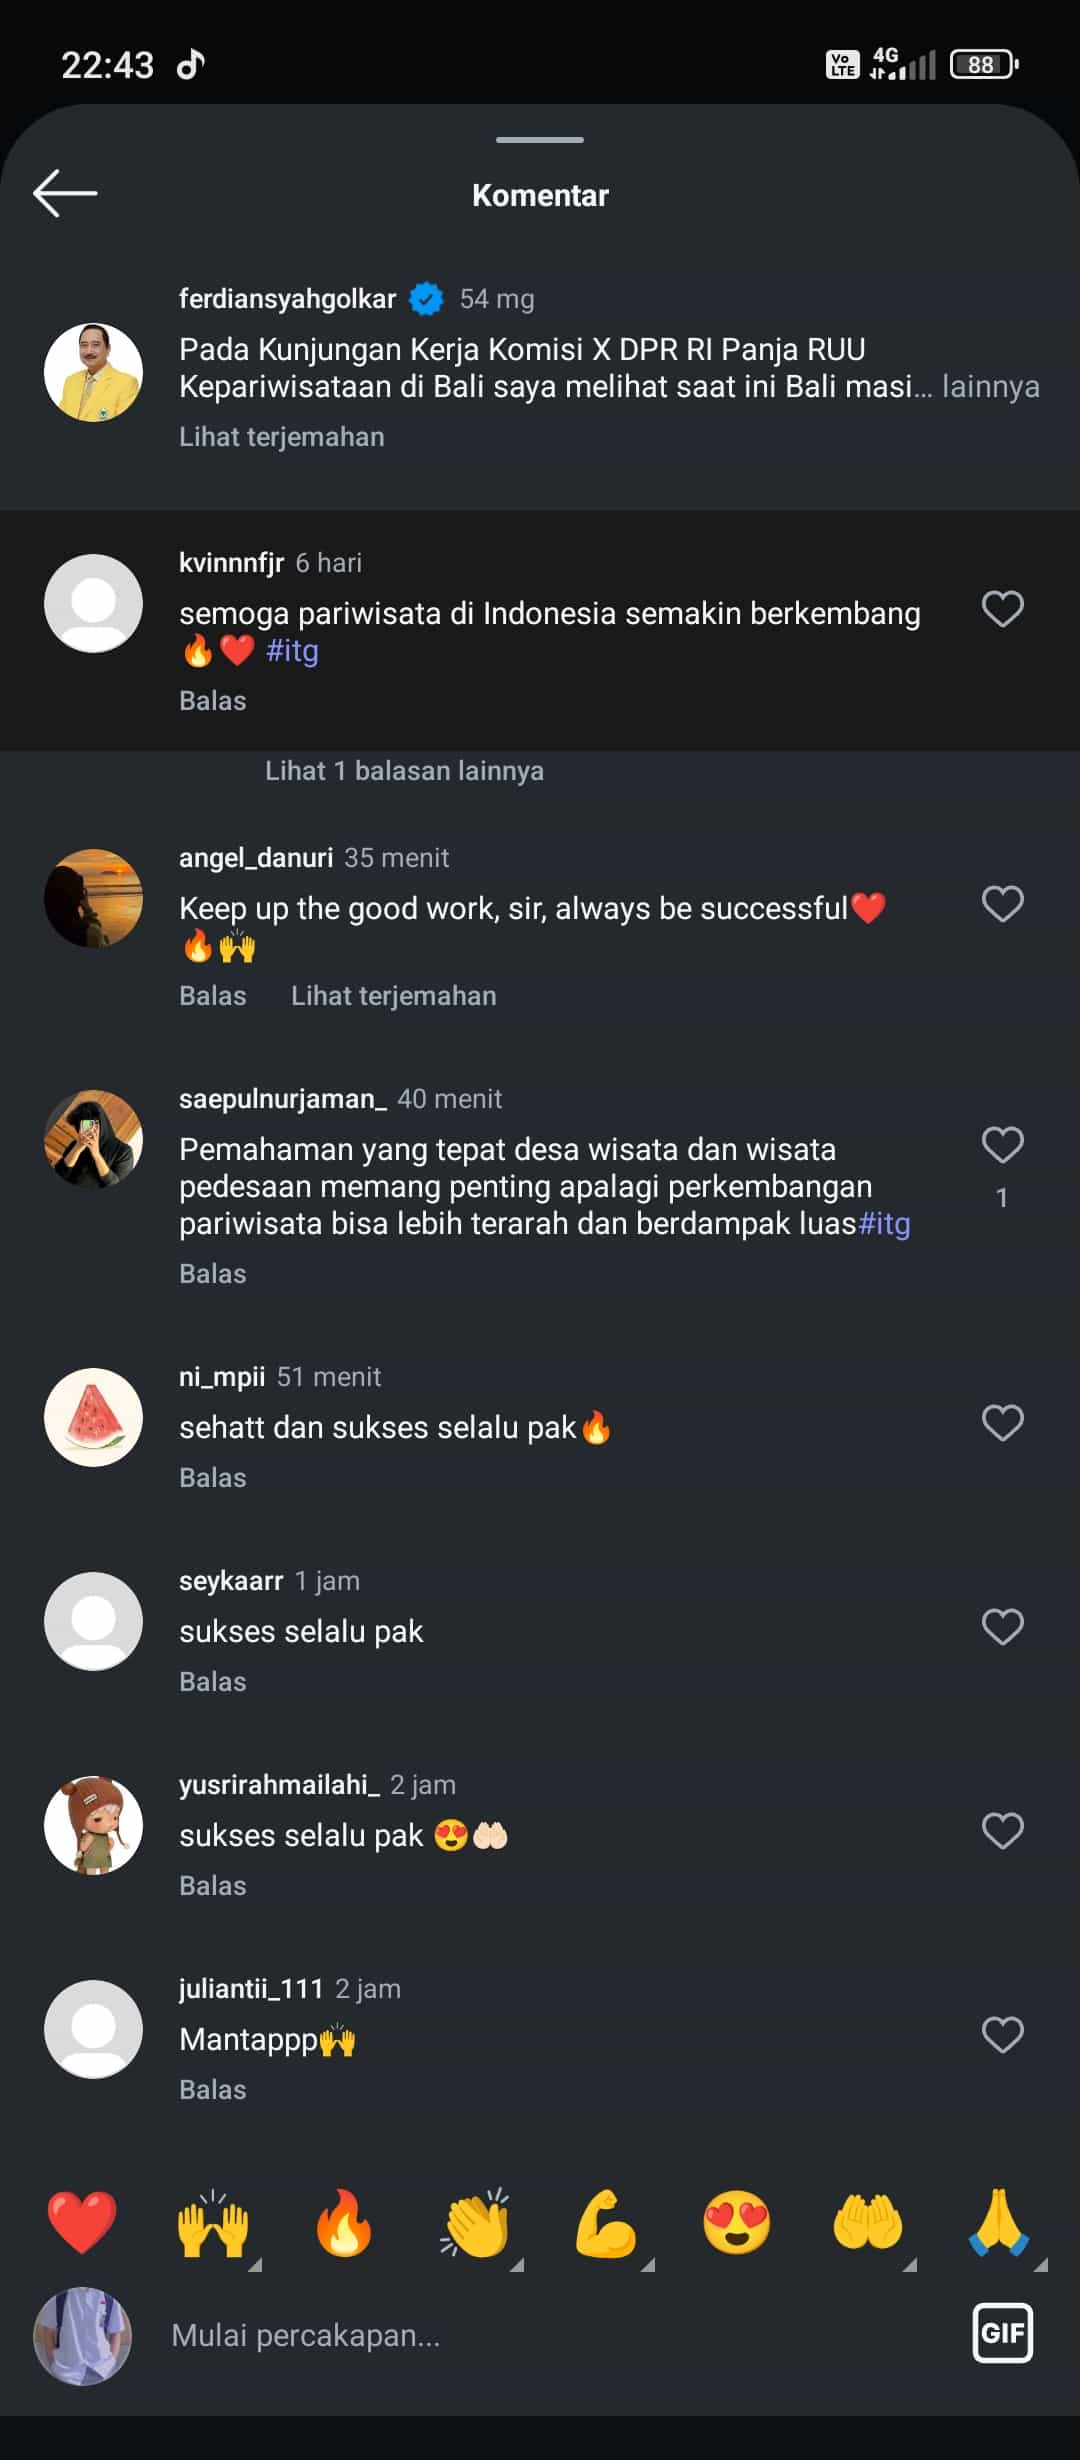 22:43
Vo LTE 4G 88
Komentar
ferdiansyahgolkar 54 mg
Pada Kunjungan Kerja Komisi X DPR RI Panja RUU
Kepariwisataan di Bali saya melihat saat ini Bali masi... lainnya
Lihat terjemahan
kvinnnfjr 6 hari
semoga pariwisata di Indonesia semakin berkembang
🔥❤️ #itg
Balas
Lihat 1 balasan lainnya
angel_danuri 35 menit
Keep up the good work, sir, always be successful❤️
🔥🙌
Balas Lihat terjemahan
saepulnurjaman_ 40 menit
Pemahaman yang tepat desa wisata dan wisata
pedesaan memang penting apalagi perkembangan
1
pariwisata bisa lebih terarah dan berdampak luas#itg
Balas
ni_mpii 51 menit
sehatt dan sukses selalu pak🔥
Balas
seykaarr 1 jam
sukses selalu pak
Balas
yusrirahmailahi_ 2 jam
sukses selalu pak 😍🤲🏻
Balas
juliantii_111 2 jam
Mantappp🙌
Balas
❤️🙌🔥👏💪😍🤲🙏
Mulai percakapan...
GIF